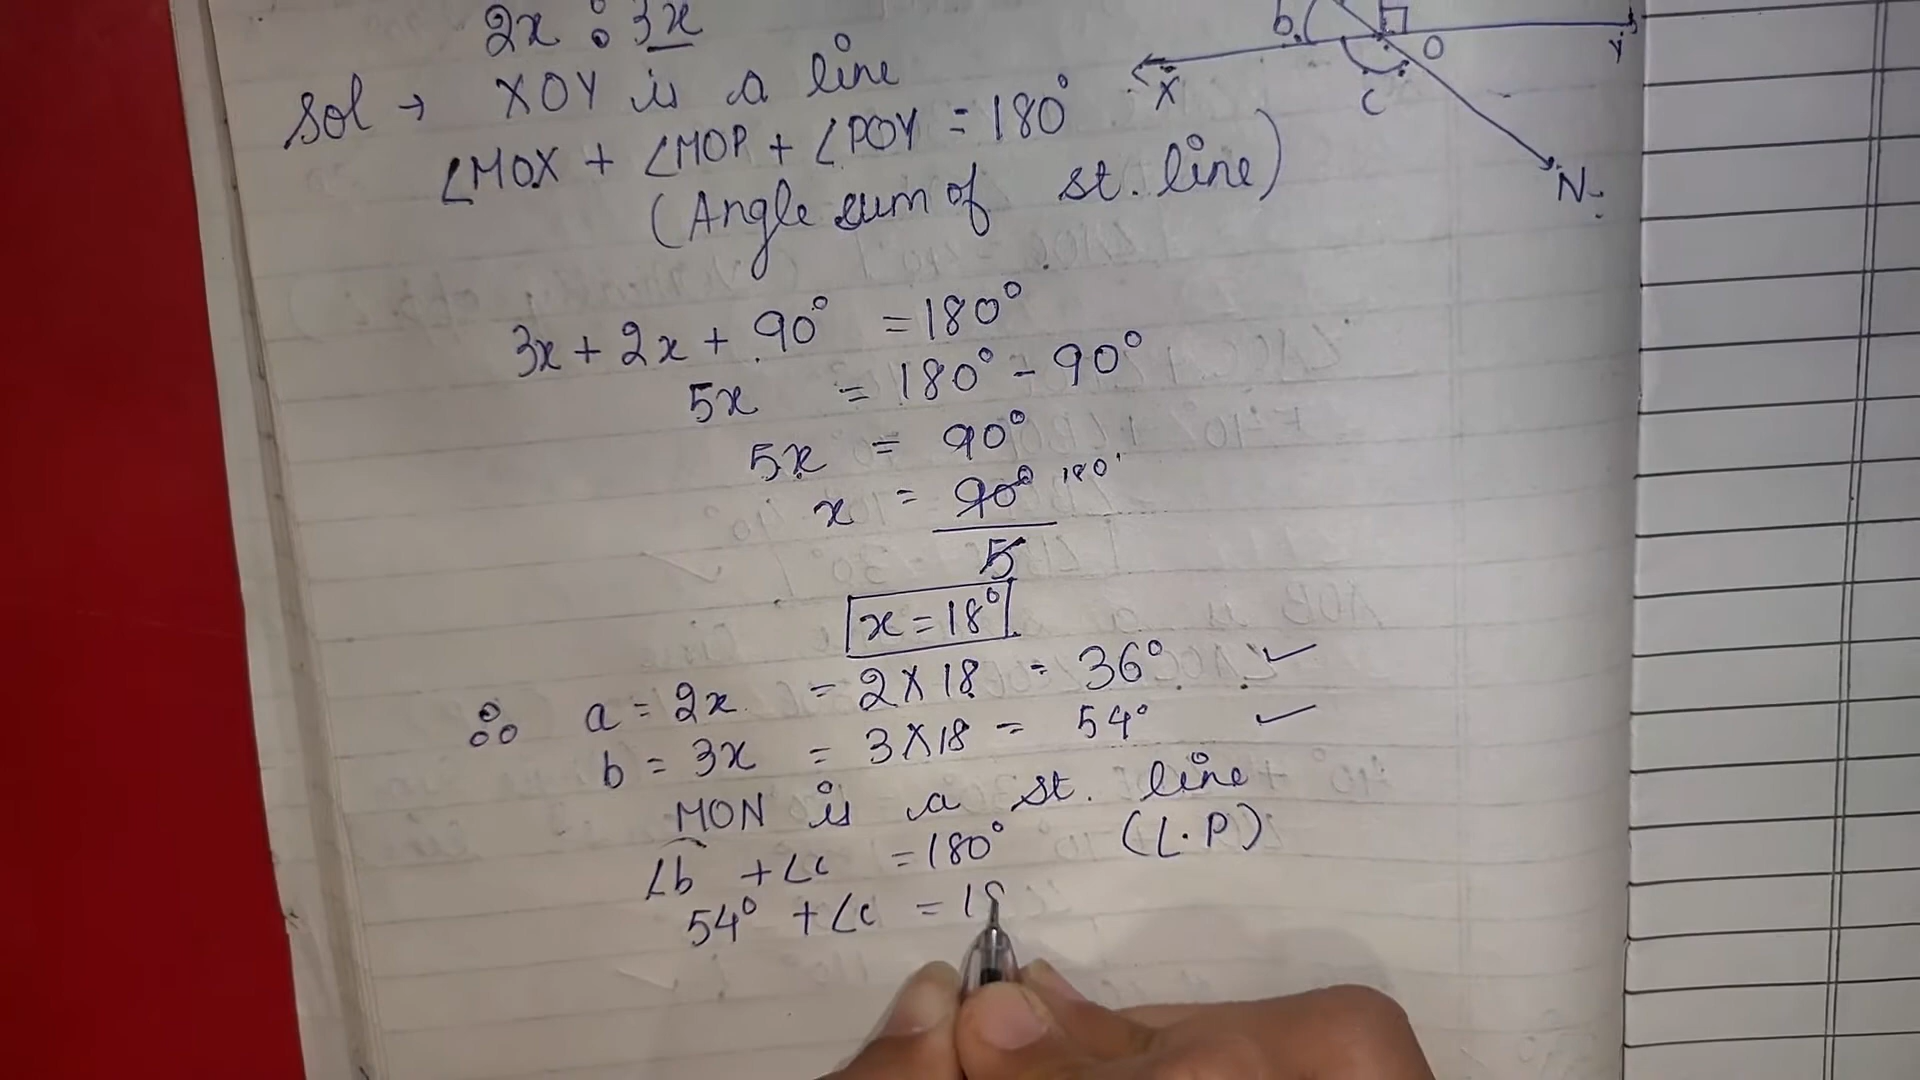 2x : 3x
Sol → XOY is a line
∠MOX + ∠MOP + ∠POY = 180°
(Angle sum of st. line)
3x + 2x + 90° = 180°
5x = 180° - 90°
5x = 90°
x = 90° 18°
5
x = 18°
∴ a = 2x = 2 × 18 = 36° ✓
b = 3x = 3 × 18 = 54° ✓
MON is a st. line
∠b + ∠c = 180° (L.P)
54° + ∠c = 18
b
O
Y
X
C
N